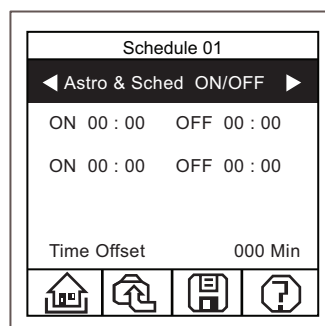 Schedule 01
Astro & Sched ON/OFF
ON 00 : 00 OFF 00 : 00
ON 00 : 00 OFF 00 : 00
Time Offset 000 Min
?